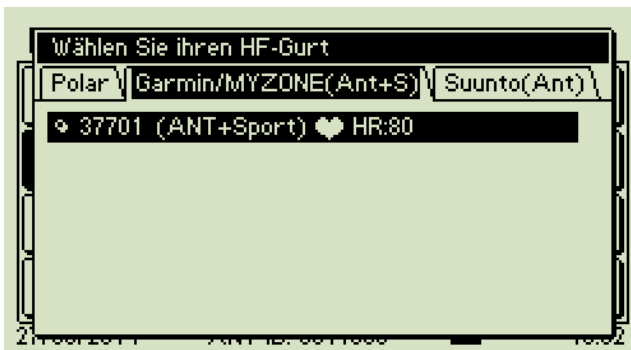 Wählen Sie ihren HF-Gurt
Polar Garmin/MYZONE(Ant+S) Suunto(Ant)
37701 (ANT+Sport) HR:80